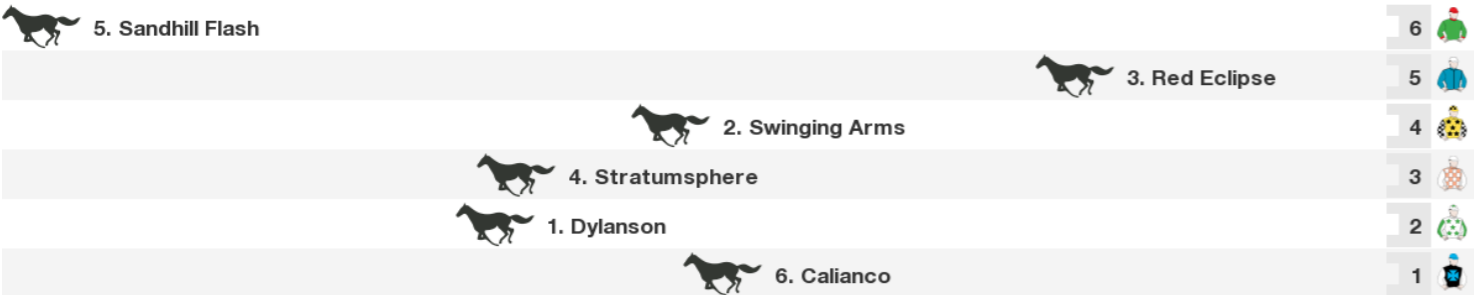 5. Sandhill Flash 6
3. Red Eclipse 5
2. Swinging Arms 4
4. Stratumsphere 3
1. Dylanson 2
6. Calianco 1